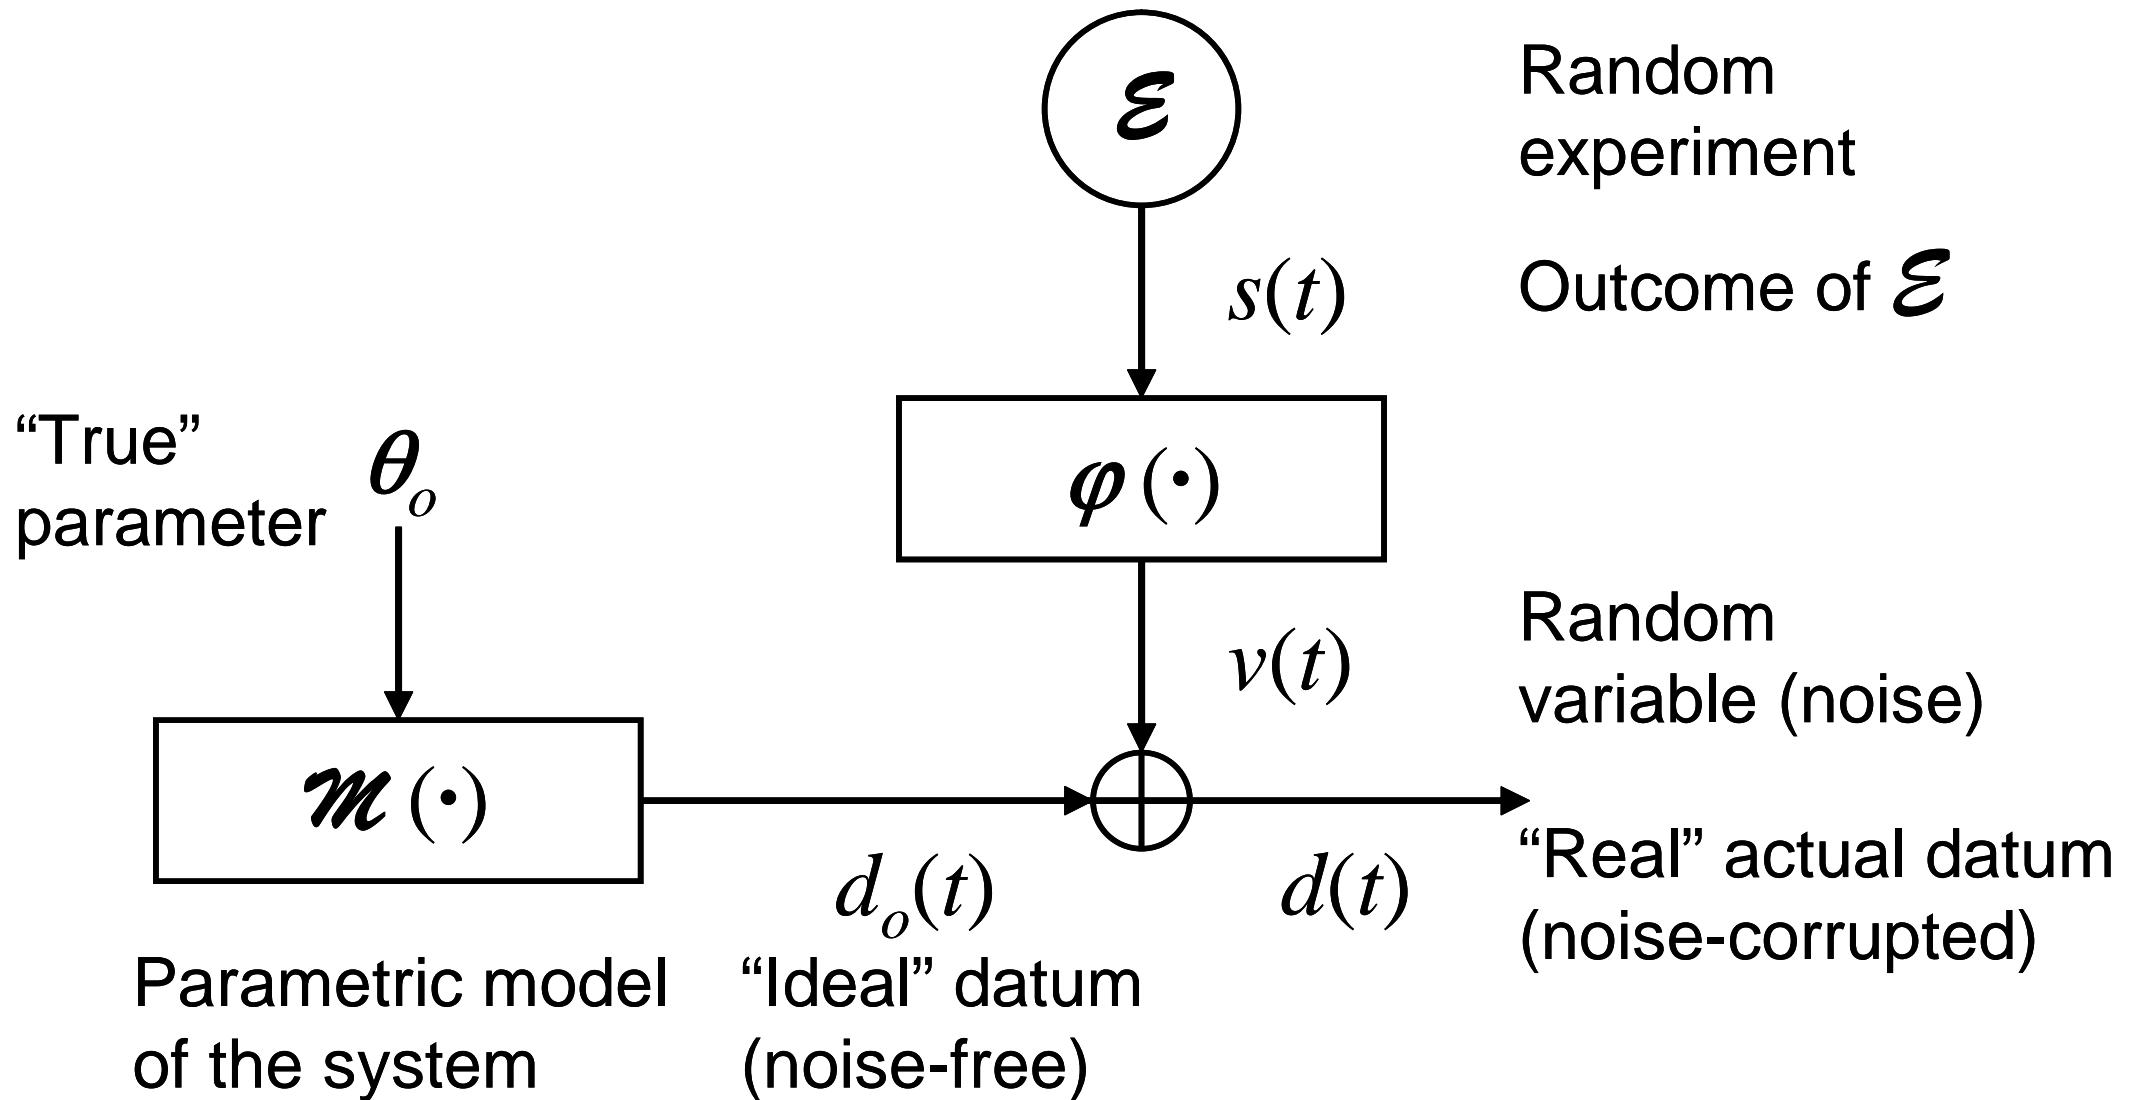 ℰ
Random
experiment
s(t)
Outcome of ℰ
“True”
parameter
θₒ
φ(·)
v(t)
Random
variable (noise)
ℳ(·)
dₒ(t)
d(t)
“Real” actual datum
(noise-corrupted)
Parametric model
of the system
“Ideal” datum
(noise-free)